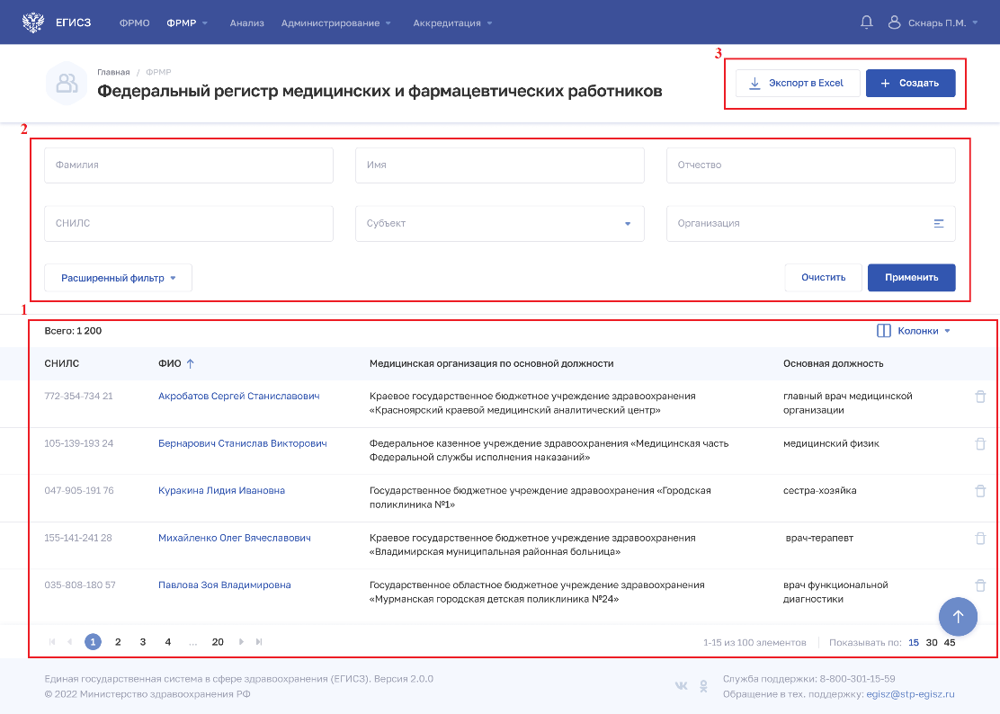 ЕГИСЗ ФРМО ФРМР Анализ Администрирование Аккредитация Скнарь П.М.
3
Главная / ФРМР
Федеральный регистр медицинских и фармацевтических работников
Экспорт в Excel + Создать
2
Фамилия Имя Отчество
СНИЛС Субъект Организация
Расширенный фильтр Очистить Применить
1
Всего: 1 200 Колонки
СНИЛС ФИО Медицинская организация по основной должности Основная должность
772-354-734 21 Акробатов Сергей Станиславович Краевое государственное бюджетное учреждение здравоохранения главный врач медицинской
«Красноярский краевой медицинский аналитический центр» организации
105-139-193 24 Бернарович Станислав Викторович Федеральное казенное учреждение здравоохранения «Медицинская часть медицинский физик
Федеральной службы исполнения наказаний»
047-905-191 76 Куракина Лидия Ивановна Государственное бюджетное учреждение здравоохранения «Городская сестра-хозяйка
поликлиника №1»
155-141-241 28 Михайленко Олег Вячеславович Краевое государственное бюджетное учреждение здравоохранения врач-терапевт
«Владимирская муниципальная районная больница»
035-808-180 57 Павлова Зоя Владимировна Государственное областное бюджетное учреждение здравоохранения врач функциональной
«Мурманская городская детская поликлиника №24» диагностики
1 2 3 4 ... 20 1-15 из 100 элементов Показывать по: 15 30 45
Единая государственная система в сфере здравоохранения (ЕГИСЗ). Версия 2.0.0 Служба поддержки: 8-800-301-15-59
© 2022 Министерство здравоохранения РФ Обращение в тех. поддержку: egisz@stp-egisz.ru